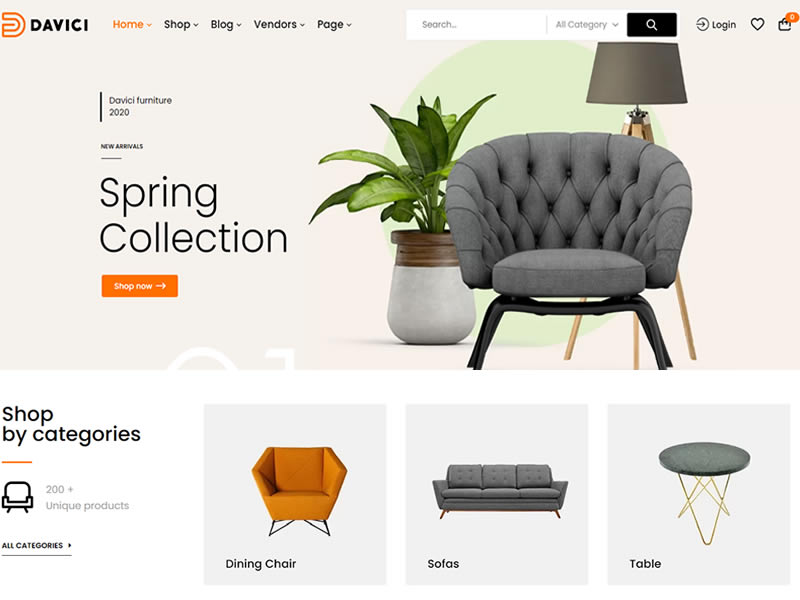 DAVICI
Home
Shop
Blog
Vendors
Page
Search...
All Category
Login
0
Davici furniture
2020
NEW ARRIVALS
Spring
Collection
Shop now
01
Shop
by categories
200 +
Unique products
ALL CATEGORIES
Dining Chair
Sofas
Table